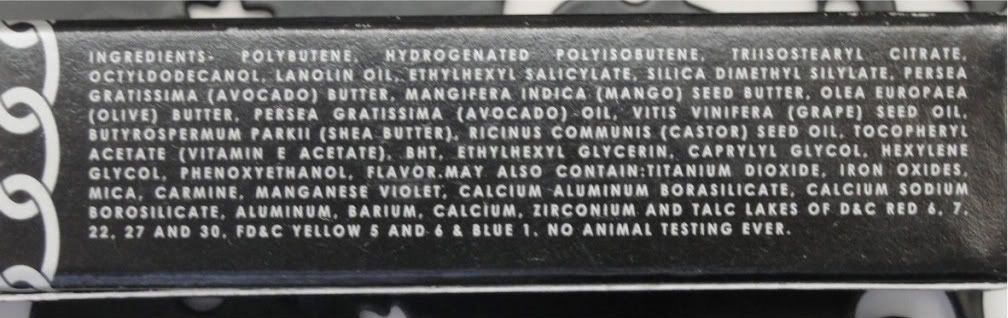 INGREDIENTS- POLYBUTENE, HYDROGENATED POLYISOBUTENE, TRIISOSTEARYL CITRATE,
OCTYLDODECANOL, LANOLIN OIL, ETHYLHEXYL SALICYLATE, SILICA DIMETHYL SILYLATE, PERSEA
GRATISSIMA (AVOCADO) BUTTER, MANGIFERA INDICA (MANGO) SEED BUTTER, OLEA EUROPAEA
(OLIVE) BUTTER, PERSEA GRATISSIMA (AVOCADO) OIL, VITIS VINIFERA (GRAPE) SEED OIL,
BUTYROSPERMUM PARKII (SHEA BUTTER), RICINUS COMMUNIS (CASTOR) SEED OIL, TOCOPHERYL
ACETATE (VITAMIN E ACETATE), BHT, ETHYLHEXYL GLYCERIN, CAPRYLYL GLYCOL, HEXYLENE
GLYCOL, PHENOXYETHANOL, FLAVOR.MAY ALSO CONTAIN:TITANIUM DIOXIDE, IRON OXIDES,
MICA, CARMINE, MANGANESE VIOLET, CALCIUM ALUMINUM BORASILICATE, CALCIUM SODIUM
BOROSILICATE, ALUMINUM, BARIUM, CALCIUM, ZIRCONIUM AND TALC LAKES OF D&C RED 6, 7,
22, 27 AND 30, FD&C YELLOW 5 AND 6 & BLUE 1. NO ANIMAL TESTING EVER.